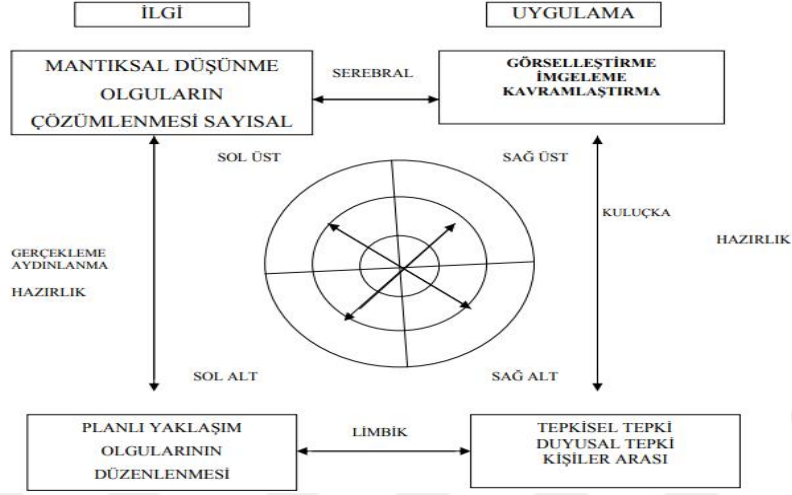 İLGİ
UYGULAMA
MANTIKSAL DÜŞÜNME
OLGULARIN
ÇÖZÜMLENMESİ SAYISAL
SEREBRAL
GÖRSELLEŞTİRME
İMGELEME
KAVRAMLAŞTIRMA
SOL ÜST
SAĞ ÜST
KULUÇKA
HAZIRLIK
GERÇEKLEME
AYDINLANMA
HAZIRLIK
SOL ALT
SAĞ ALT
PLANLI YAKLAŞIM
OLGULARININ
DÜZENLENMESİ
LİMBİK
TEPKİSEL TEPKİ
DUYUSAL TEPKİ
KİŞİLER ARASI